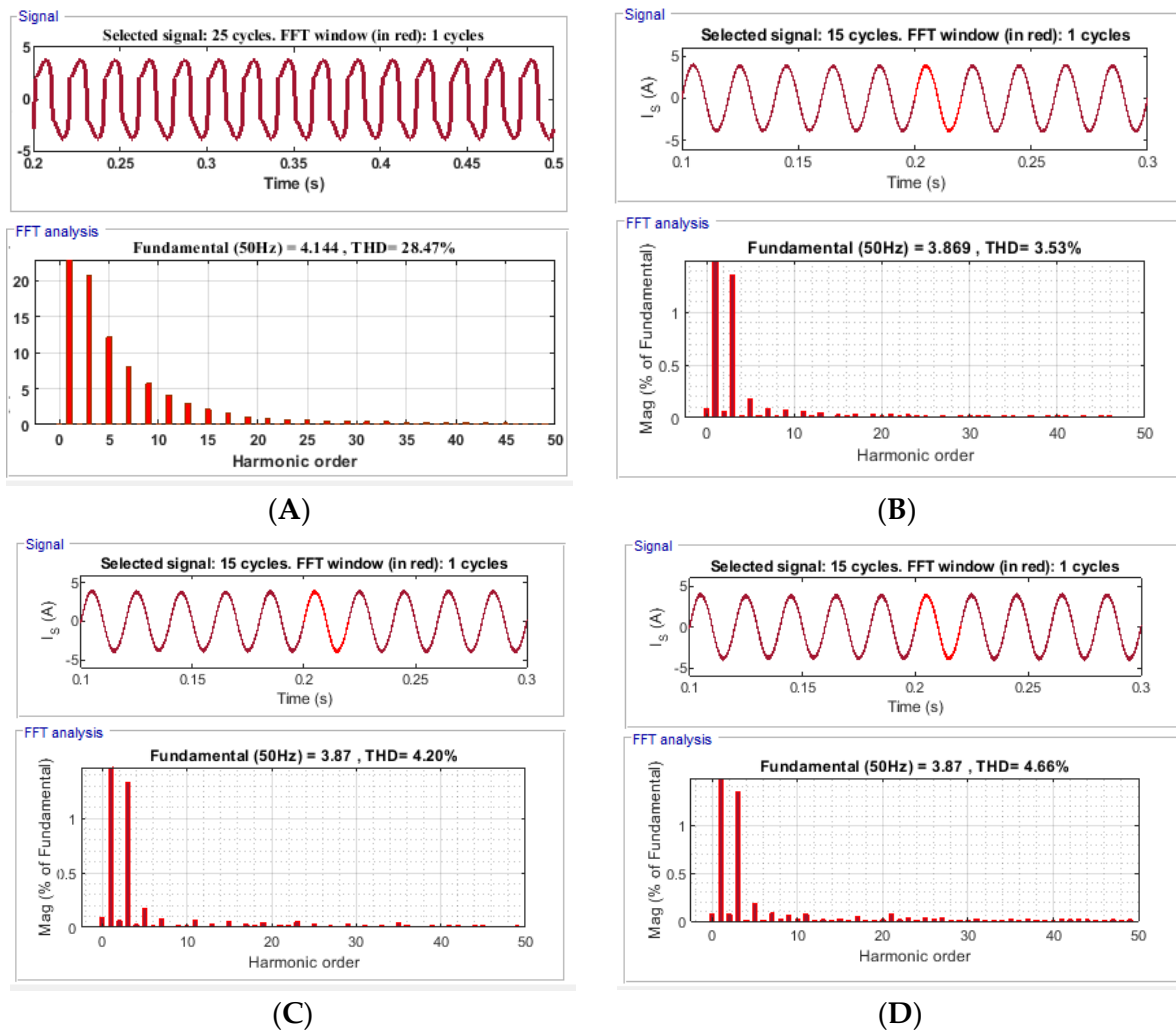 Signal
Selected signal: 25 cycles. FFT window (in red): 1 cycles
5
0
-5
0.2 0.25 0.3 0.35 0.4 0.45 0.5
Time (s)
FFT analysis
Fundamental (50Hz) = 4.144 , THD= 28.47%
20
15
10
5
0
0 5 10 15 20 25 30 35 40 45 50
Harmonic order
(A)
Signal
Selected signal: 15 cycles. FFT window (in red): 1 cycles
I_S (A)
5
0
-5
0.1 0.15 0.2 0.25 0.3
Time (s)
FFT analysis
Fundamental (50Hz) = 3.869 , THD= 3.53%
Mag (% of Fundamental)
1
0.5
0
0 10 20 30 40 50
Harmonic order
(B)
Signal
Selected signal: 15 cycles. FFT window (in red): 1 cycles
I_S (A)
5
0
-5
0.1 0.15 0.2 0.25 0.3
Time (s)
FFT analysis
Fundamental (50Hz) = 3.87 , THD= 4.20%
Mag (% of Fundamental)
1
0.5
0
0 10 20 30 40 50
Harmonic order
(C)
Signal
Selected signal: 15 cycles. FFT window (in red): 1 cycles
I_S (A)
5
0
-5
0.1 0.15 0.2 0.25 0.3
Time (s)
FFT analysis
Fundamental (50Hz) = 3.87 , THD= 4.66%
Mag (% of Fundamental)
1
0.5
0
0 10 20 30 40 50
Harmonic order
(D)